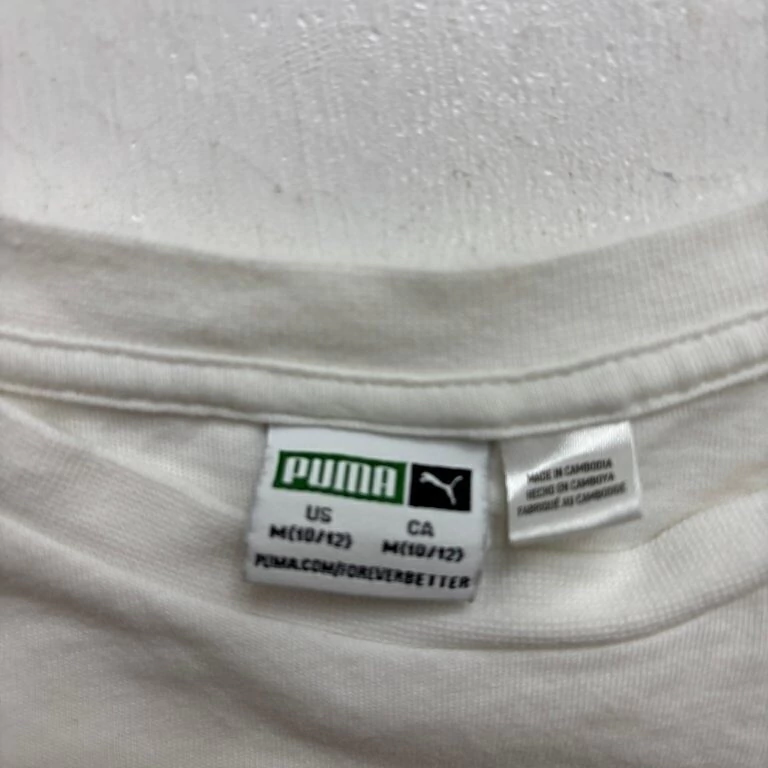 PUMA
US CA
M(10/12) M(10/12)
PUMA.COM/FOREVERBETTER
MADE IN CAMBODIA
HECHO EN CAMBOYA
FABRIQUÉ AU CAMBODGE